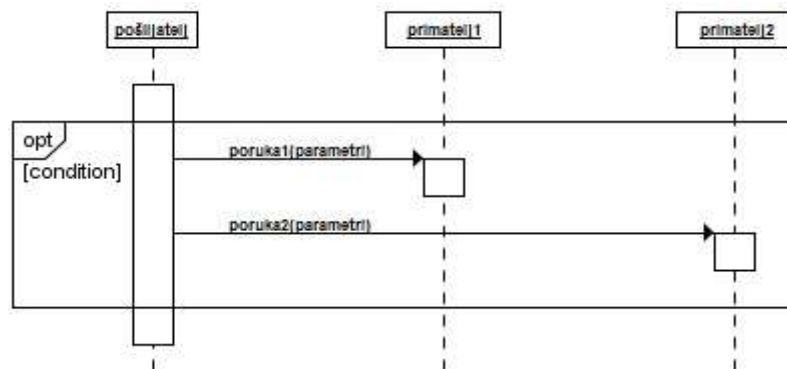 pošiljatelj
primatelj1
primatelj2
opt
[condition]
poruka1(parametri)
poruka2(parametri)